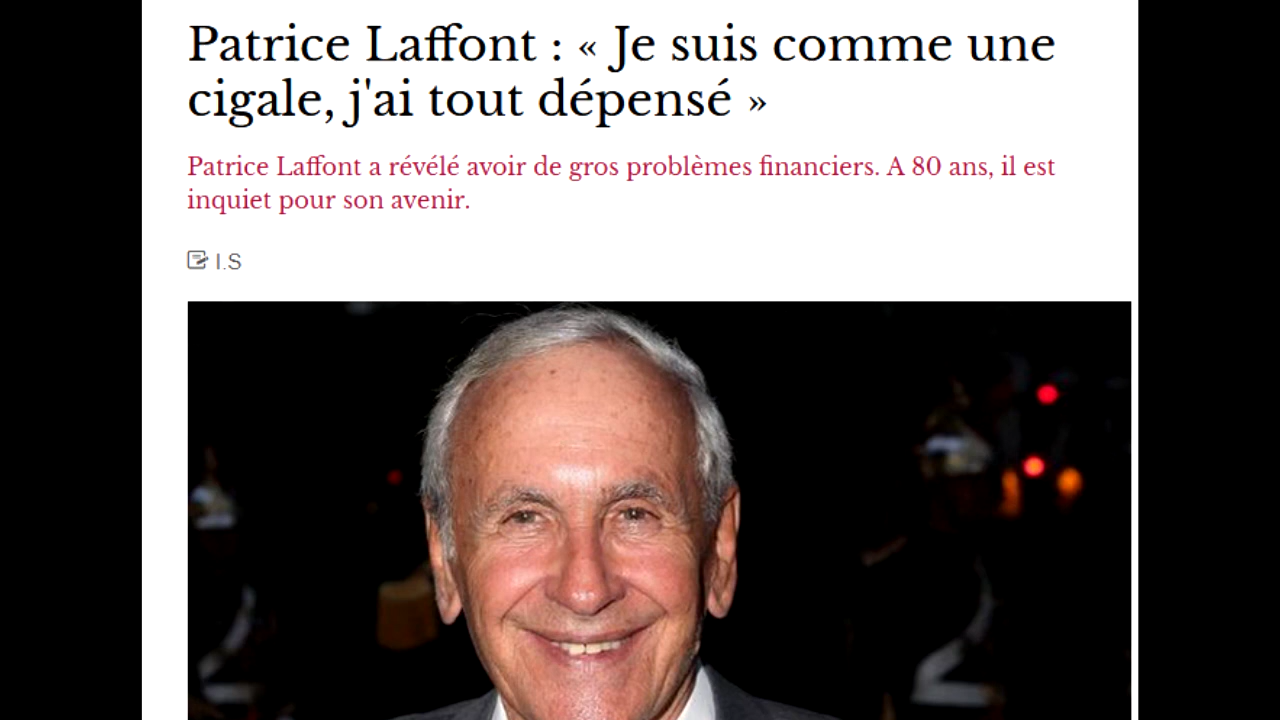 Patrice Laffont : « Je suis comme une
cigale, j'ai tout dépensé »
Patrice Laffont a révélé avoir de gros problèmes financiers. A 80 ans, il est
inquiet pour son avenir.
I.S